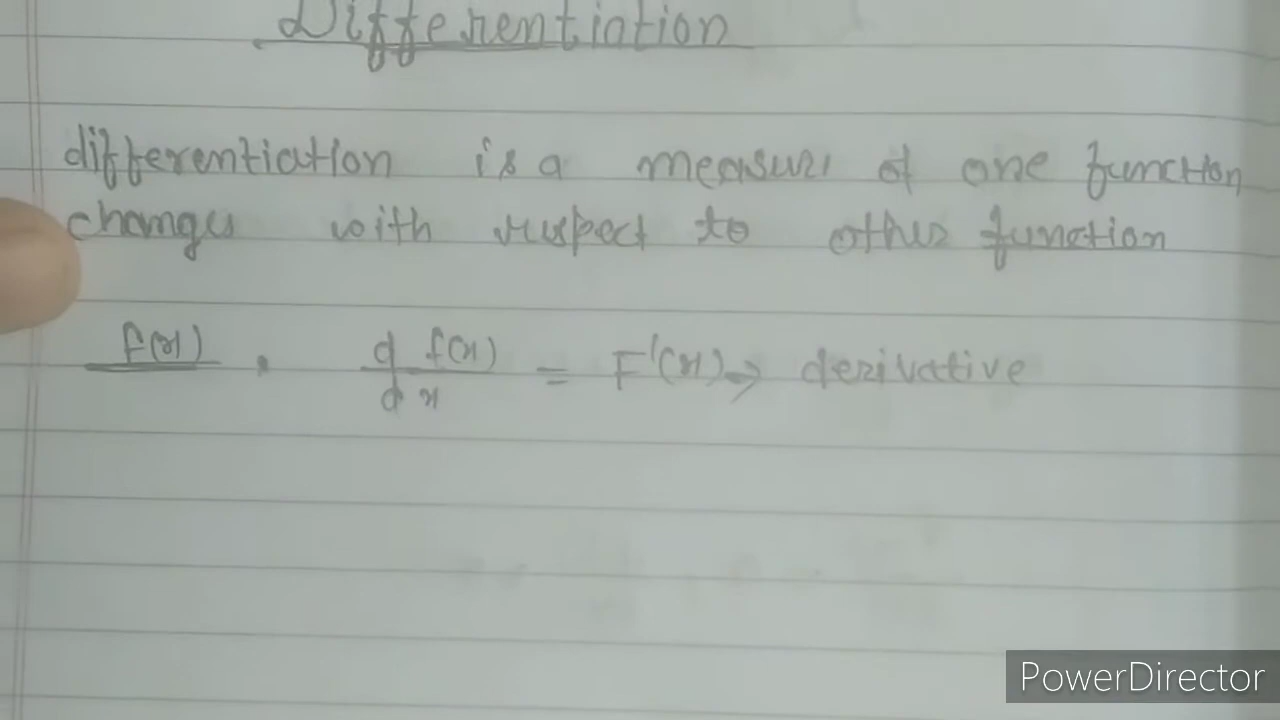 Differentiation
differentiation is a measure of one function
changes with respect to other function
f(x) . d f(x) / dx = F'(x) → derivative
PowerDirector